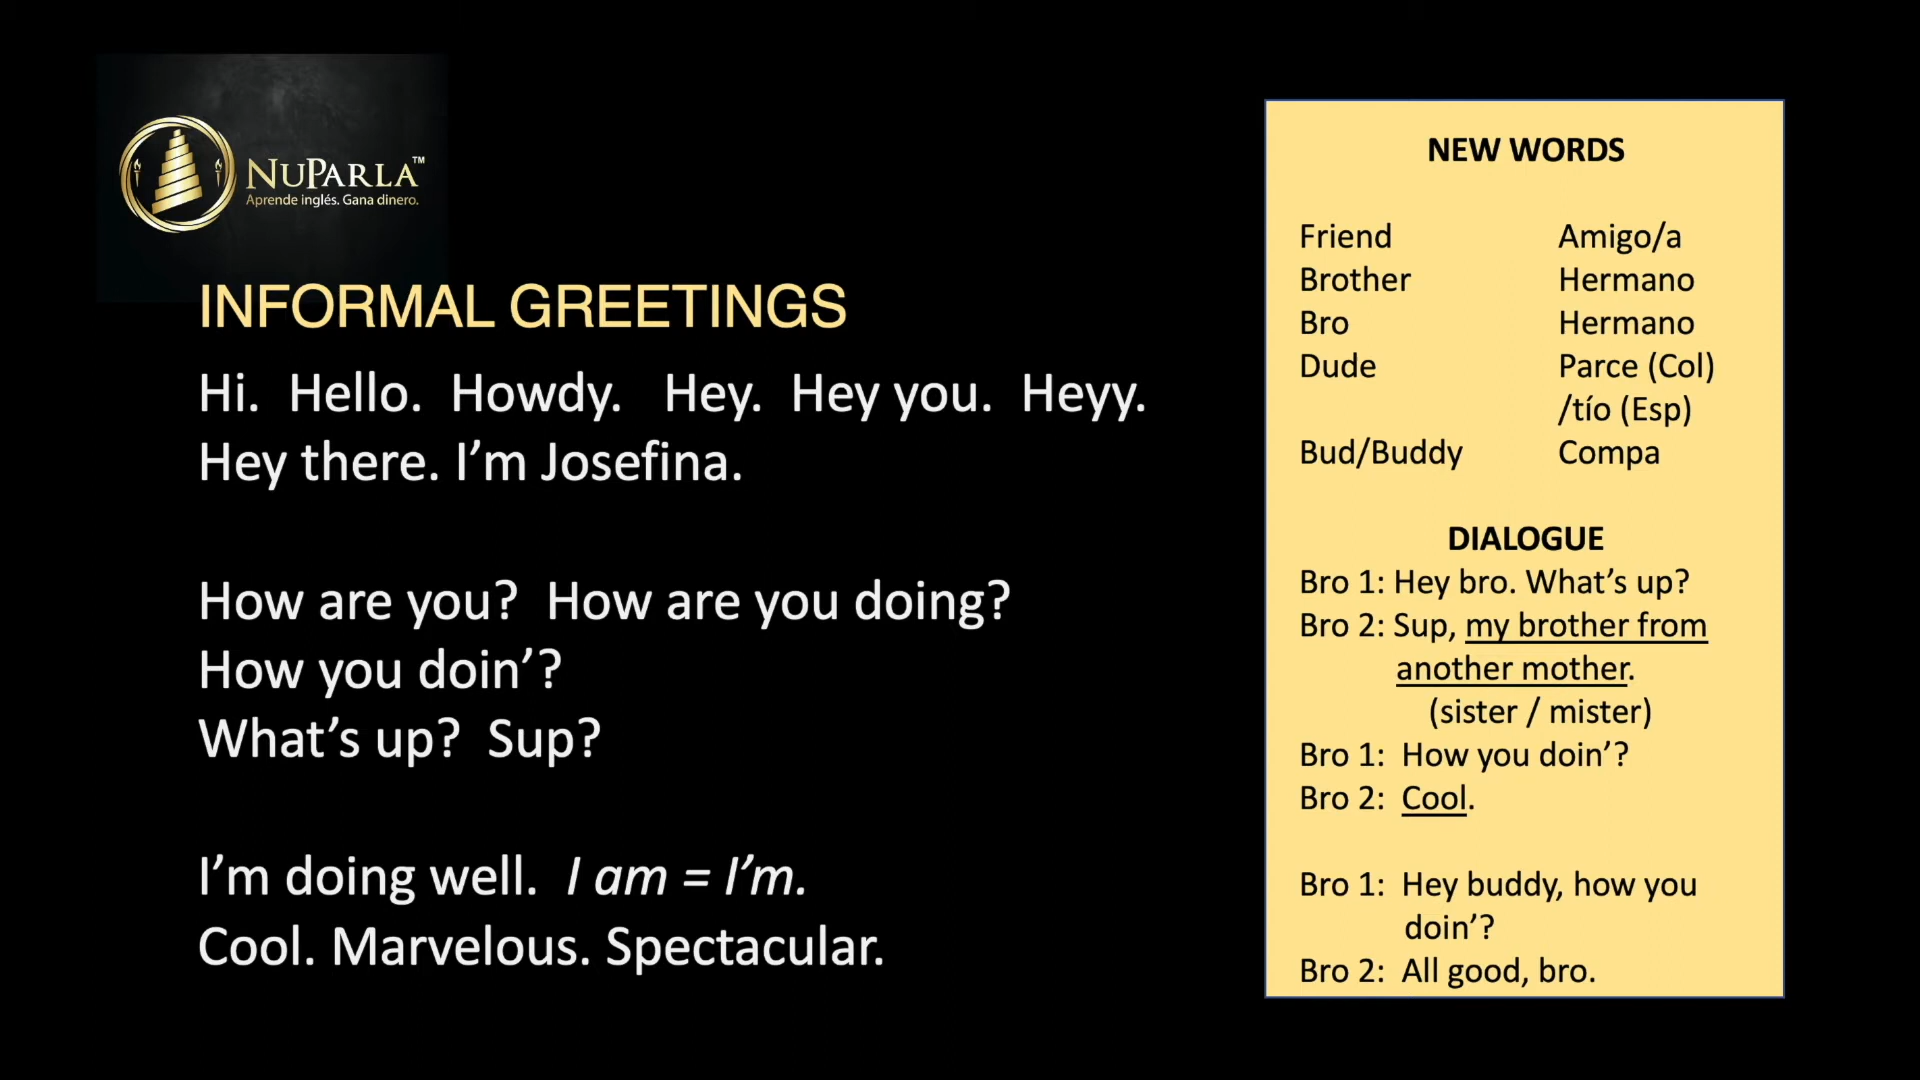 NUPARLA™
Aprende inglés. Gana dinero.
INFORMAL GREETINGS
Hi. Hello. Howdy. Hey. Hey you. Heyy.
Hey there. I’m Josefina.
How are you? How are you doing?
How you doin’?
What’s up? Sup?
I’m doing well. I am = I’m.
Cool. Marvelous. Spectacular.
NEW WORDS
Friend Amigo/a
Brother Hermano
Bro Hermano
Dude Parce (Col)
/tío (Esp)
Bud/Buddy Compa
DIALOGUE
Bro 1: Hey bro. What’s up?
Bro 2: Sup, my brother from
another mother.
(sister / mister)
Bro 1: How you doin’?
Bro 2: Cool.
Bro 1: Hey buddy, how you
doin’?
Bro 2: All good, bro.